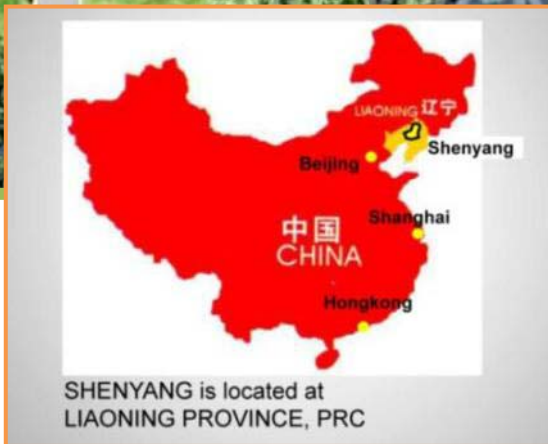 LIAONING 辽宁
Shenyang
Beijing
Shanghai
中国
CHINA
Hongkong
SHENYANG is located at
LIAONING PROVINCE, PRC